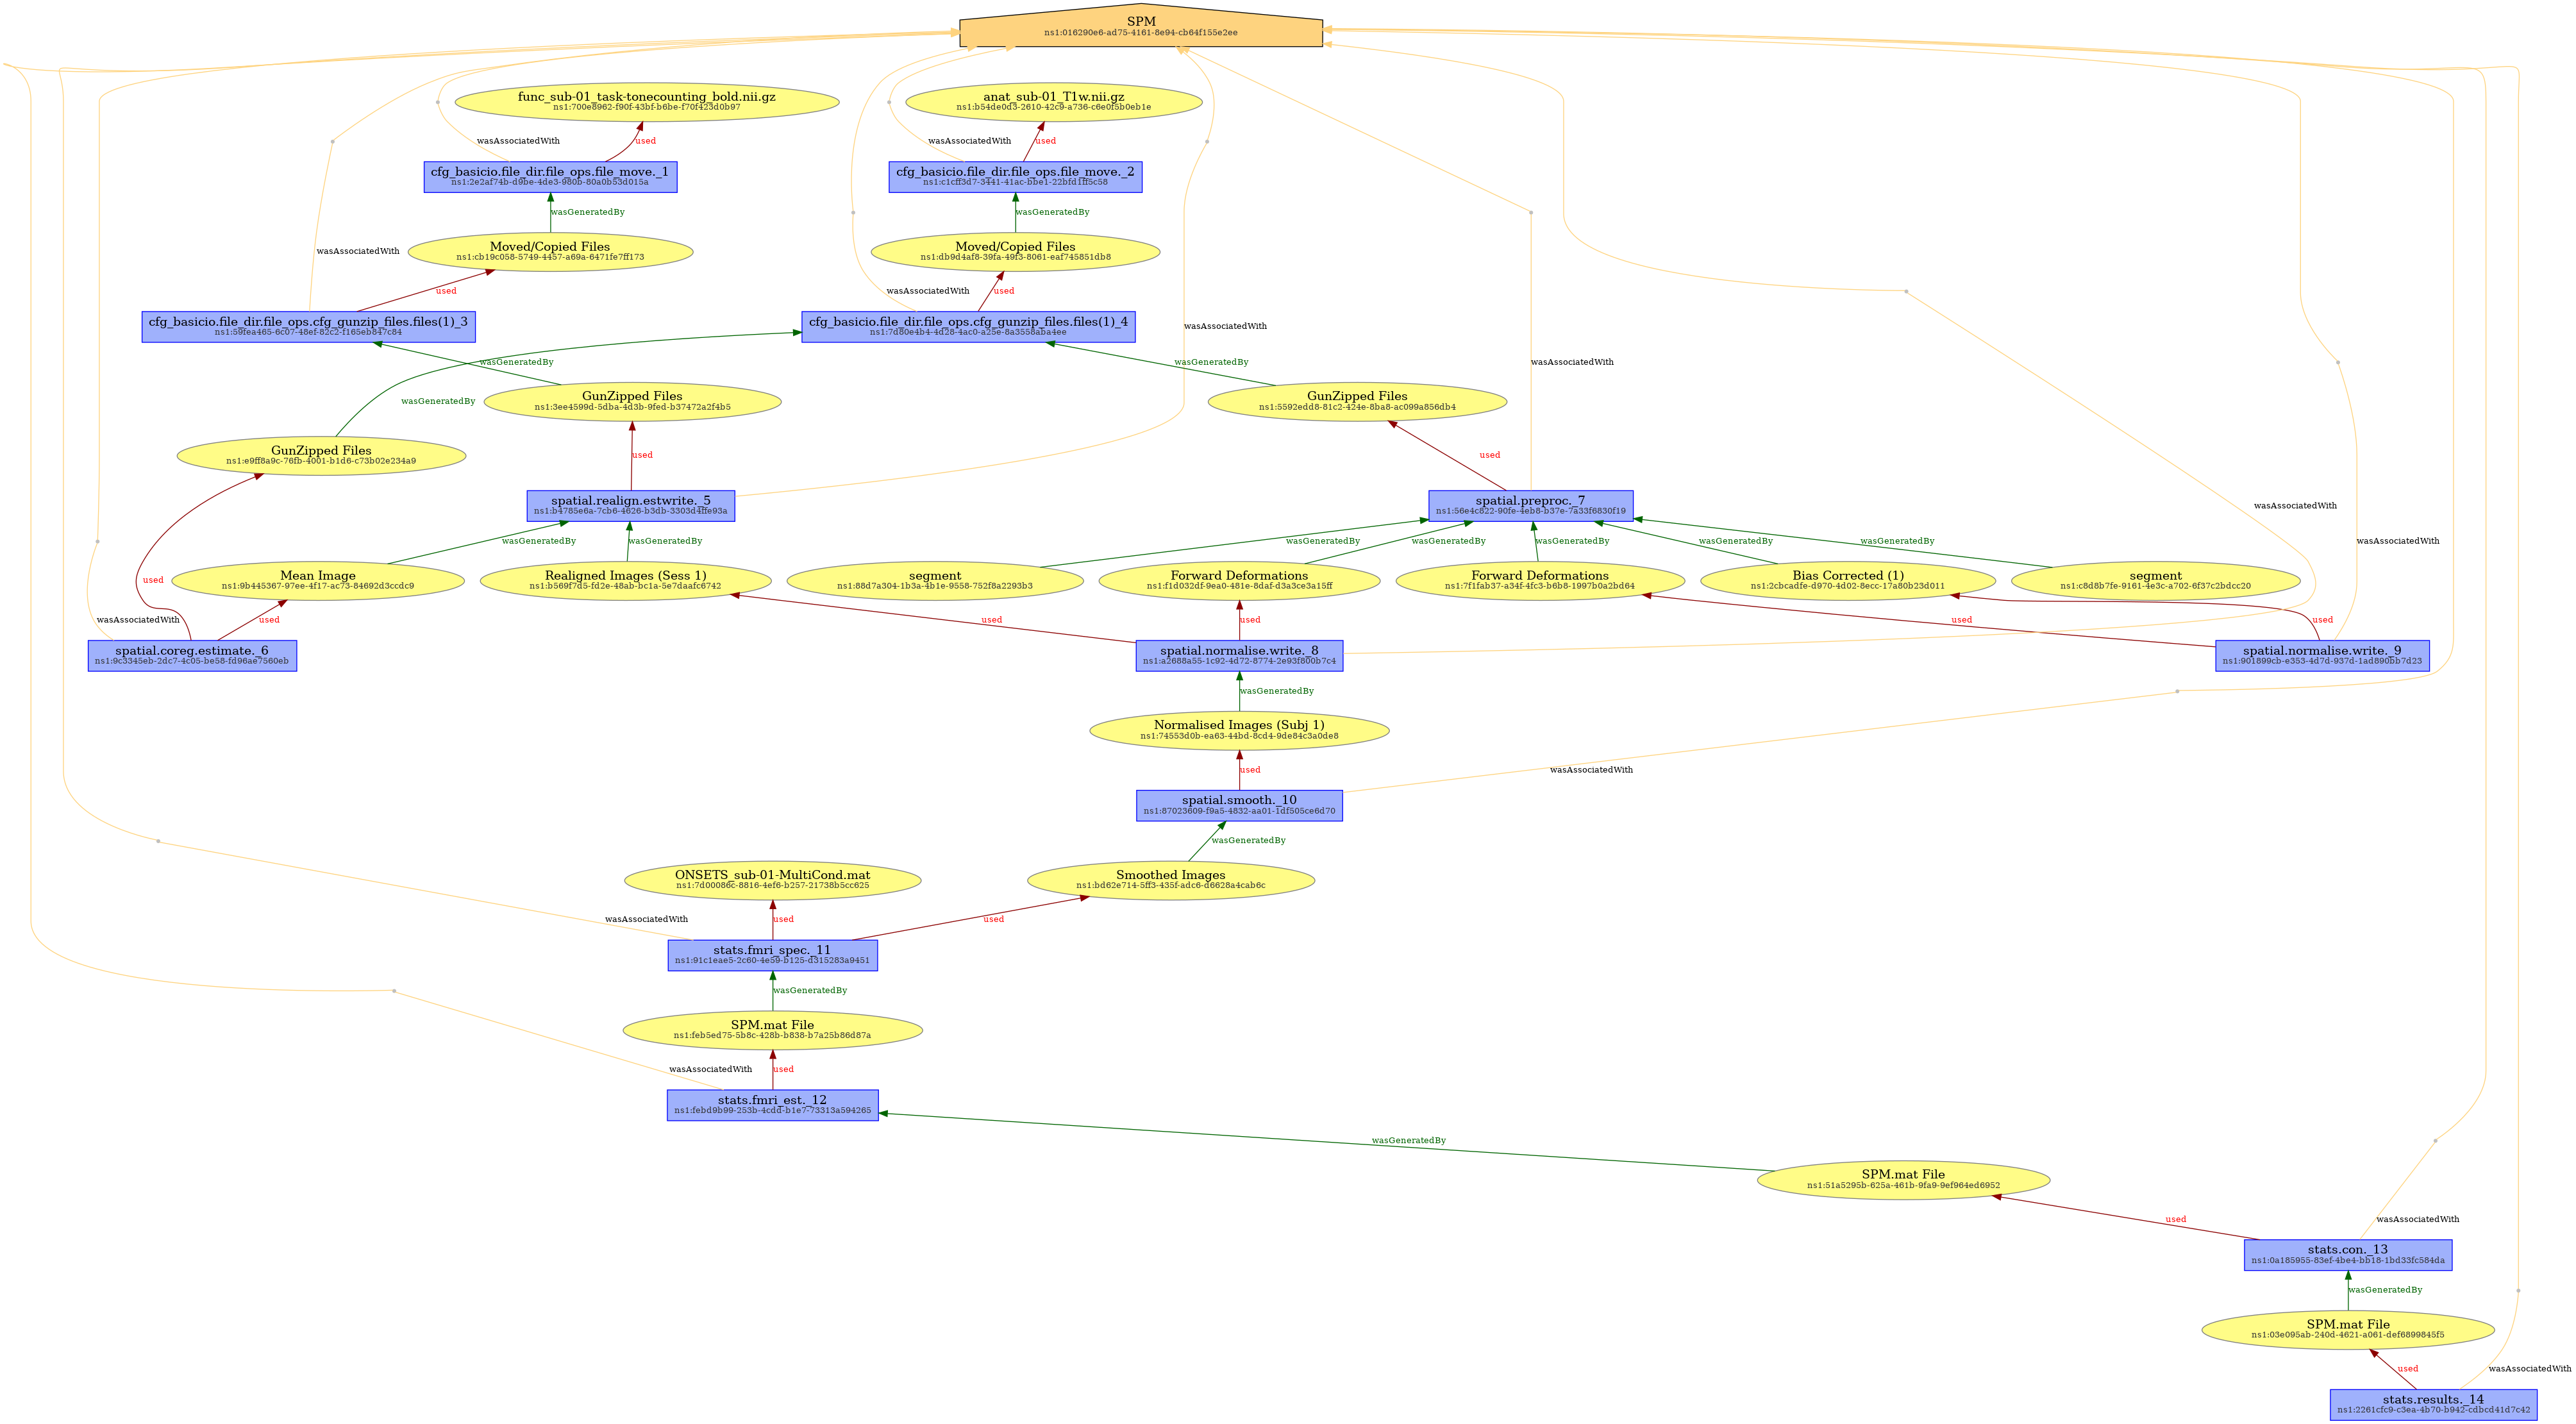 SPM
ns1:016290e6-ad75-4161-8e94-cb64f155e2ee
func_sub-01_task-tonecounting_bold.nii.gz
ns1:700e8962-f90f-43bf-b6be-f70f423d0b97
anat_sub-01_T1w.nii.gz
ns1:b54de0d3-2610-42c9-a736-c6e0f5b0eb1e
wasAssociatedWith
used
wasAssociatedWith
used
cfg_basicio.file_dir.file_ops.file_move._1
ns1:2e2af74b-d9be-4de3-980b-80a0b53d015a
cfg_basicio.file_dir.file_ops.file_move._2
ns1:c1cff3d7-3441-41ac-bbe1-22bfd1ff5c58
wasGeneratedBy
wasGeneratedBy
wasAssociatedWith
Moved/Copied Files
ns1:cb19c058-5749-4457-a69a-6471fe7ff173
Moved/Copied Files
ns1:db9d4af8-39fa-49f3-8061-eaf745851db8
used
wasAssociatedWith
used
cfg_basicio.file_dir.file_ops.cfg_gunzip_files.files(1)_3
ns1:59fea465-6c07-48ef-82c2-f165eb847c84
cfg_basicio.file_dir.file_ops.cfg_gunzip_files.files(1)_4
ns1:7d80e4b4-4d28-4ac0-a25e-8a3558aba4ee
wasAssociatedWith
wasGeneratedBy
wasGeneratedBy
wasAssociatedWith
wasGeneratedBy
GunZipped Files
ns1:3ee4599d-5dba-4d3b-9fed-b37472a2f4b5
GunZipped Files
ns1:5592edd8-81c2-424e-8ba8-ac099a856db4
GunZipped Files
ns1:e9ff8a9c-76fb-4001-b1d6-c73b02e234a9
used
used
spatial.realign.estwrite._5
ns1:b4785e6a-7cb6-4626-b3db-3303d4ffe93a
spatial.preproc._7
ns1:56e4c822-90fe-4eb8-b37e-7a33f6830f19
wasAssociatedWith
wasGeneratedBy
wasGeneratedBy
wasGeneratedBy
wasGeneratedBy
wasGeneratedBy
wasGeneratedBy
wasGeneratedBy
wasAssociatedWith
used
Mean Image
ns1:9b445367-97ee-4f17-ac73-84692d3ccdc9
Realigned Images (Sess 1)
ns1:b569f7d5-fd2e-48ab-bc1a-5e7daafc6742
segment
ns1:88d7a304-1b3a-4b1e-9558-752f8a2293b3
Forward Deformations
ns1:f1d032df-9ea0-481e-8daf-d3a3ce3a15ff
Forward Deformations
ns1:7f1fab37-a34f-4fc3-b6b8-1997b0a2bd64
Bias Corrected (1)
ns1:2cbcadfe-d970-4d02-8ecc-17a80b23d011
segment
ns1:c8d8b7fe-9161-4e3c-a702-6f37c2bdcc20
wasAssociatedWith
used
used
used
used
used
spatial.coreg.estimate._6
ns1:9c3345eb-2dc7-4c05-be58-fd96ae7560eb
spatial.normalise.write._8
ns1:a2688a55-1c92-4d72-8774-2e93f800b7c4
spatial.normalise.write._9
ns1:901899cb-e353-4d7d-937d-1ad890bb7d23
wasGeneratedBy
Normalised Images (Subj 1)
ns1:74553d0b-ea63-44bd-8cd4-9de84c3a0de8
used
wasAssociatedWith
spatial.smooth._10
ns1:87023609-f9a5-4832-aa01-1df505ce6d70
wasGeneratedBy
ONSETS_sub-01-MultiCond.mat
ns1:7d00086c-8816-4ef6-b257-21738b5cc625
Smoothed Images
ns1:bd62e714-5ff3-435f-adc6-d6628a4cab6c
wasAssociatedWith
used
used
stats.fmri_spec._11
ns1:91c1eae5-2c60-4e59-b125-d315283a9451
wasGeneratedBy
SPM.mat File
ns1:feb5ed75-5b8c-428b-b838-b7a25b86d87a
wasAssociatedWith
used
stats.fmri_est._12
ns1:febd9b99-253b-4cdd-b1e7-73313a594265
wasGeneratedBy
SPM.mat File
ns1:51a5295b-625a-461b-9fa9-9ef964ed6952
used
wasAssociatedWith
stats.con._13
ns1:0a185955-83ef-4be4-bb18-1bd33fc584da
wasGeneratedBy
SPM.mat File
ns1:03e095ab-240d-4621-a061-def6899845f5
used
wasAssociatedWith
stats.results._14
ns1:2261cfc9-c3ea-4b70-b942-cdbcd41d7c42